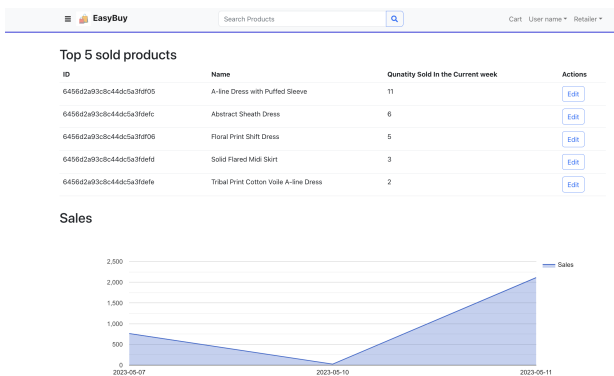 EasyBuy Search Products Cart User name Retailer
Top 5 sold products
ID Name Qunatity Sold In the Current week Actions
6456d2a93c8c44dc5a3fdf05 A-line Dress with Puffed Sleeve 11 Edit
6456d2a93c8c44dc5a3fdefc Abstract Sheath Dress 6 Edit
6456d2a93c8c44dc5a3fdf06 Floral Print Shift Dress 5 Edit
6456d2a93c8c44dc5a3fdefd Solid Flared Midi Skirt 3 Edit
6456d2a93c8c44dc5a3fdefe Tribal Print Cotton Voile A-line Dress 2 Edit
Sales
2,500
Sales
2,000
1,500
1,000
500
0
2023-05-07 2023-05-10 2023-05-11